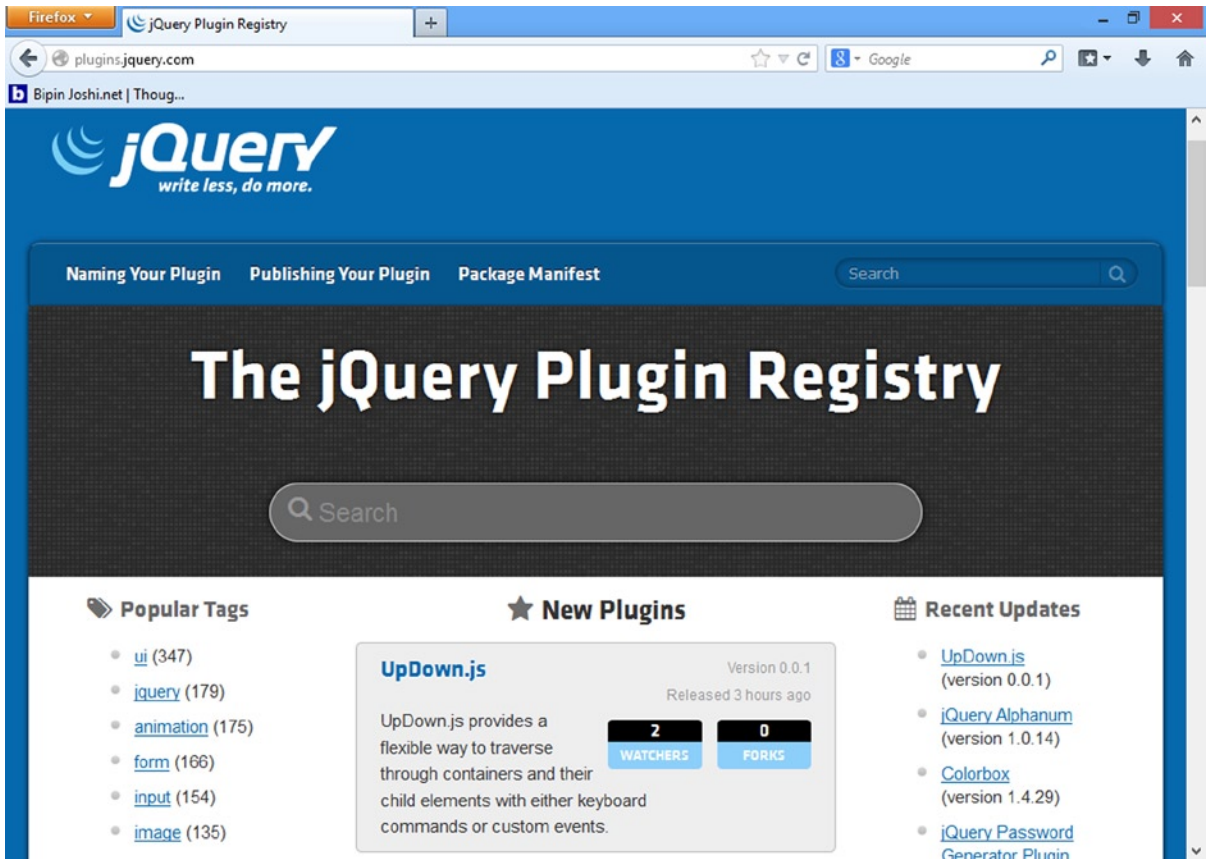 Firefox
jQuery Plugin Registry
plugins.jquery.com
Google
Bipin Joshi.net | Thoug...
jQuery
write less, do more.
Naming Your Plugin Publishing Your Plugin Package Manifest
Search
The jQuery Plugin Registry
Search
Popular Tags
ui (347)
jquery (179)
animation (175)
form (166)
input (154)
image (135)
New Plugins
UpDown.js
Version 0.0.1
Released 3 hours ago
UpDown.js provides a
flexible way to traverse
through containers and their
child elements with either keyboard
commands or custom events.
2
WATCHERS
0
FORKS
Recent Updates
UpDown.js
(version 0.0.1)
jQuery Alphanum
(version 1.0.14)
Colorbox
(version 1.4.29)
jQuery Password
Generator Plugin